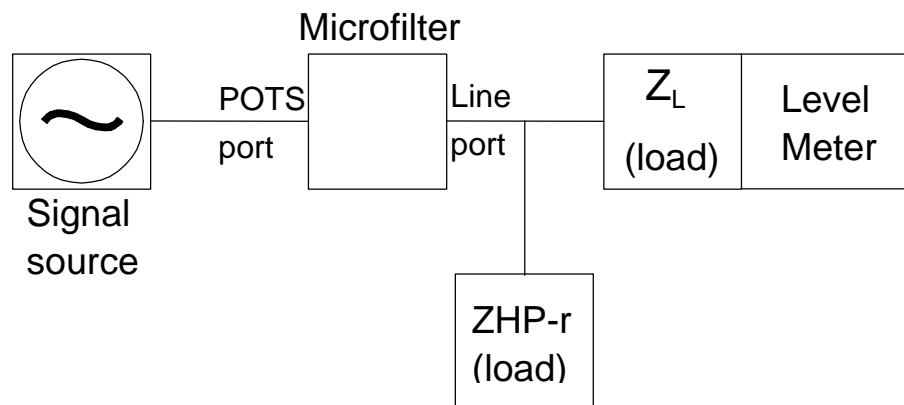 Microfilter
POTS
port
Line
port
Z_L
(load)
Level
Meter
Signal
source
ZHP-r
(load)